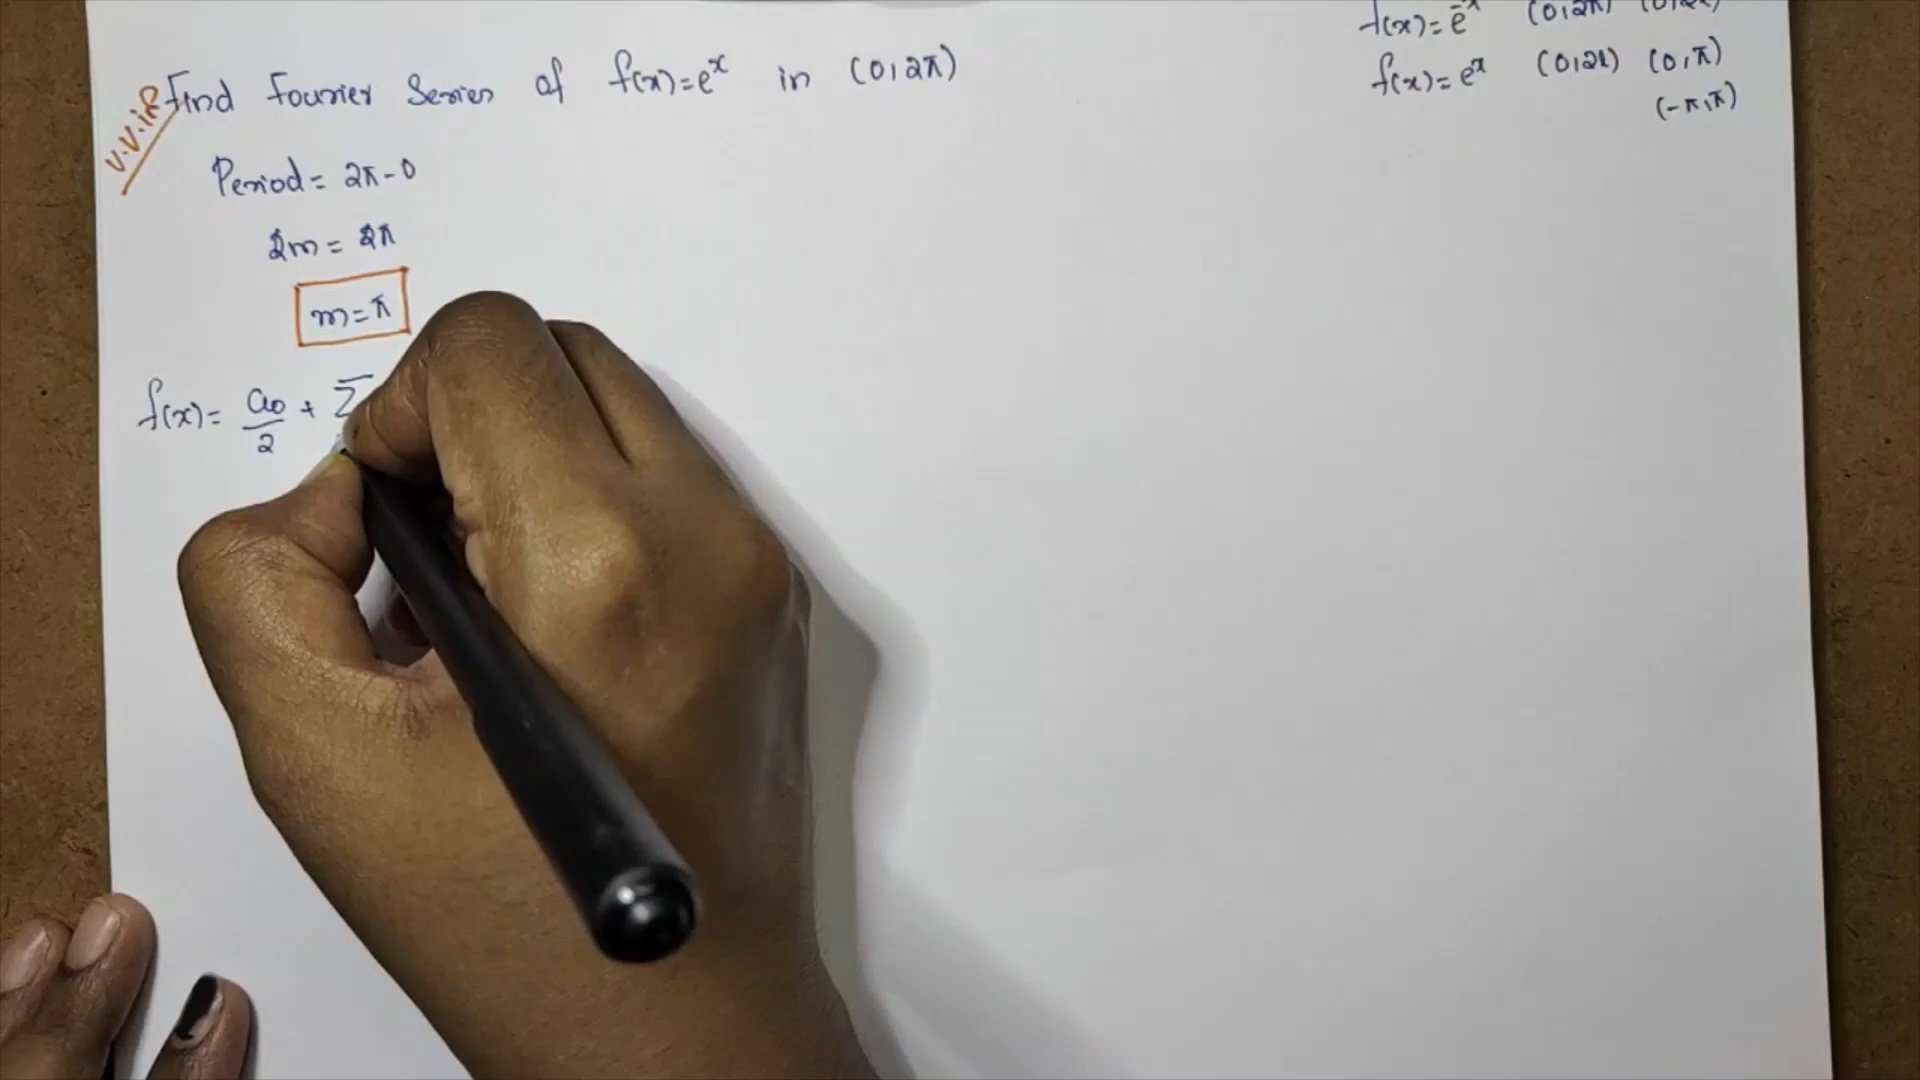 f(x)=e^-x (0,2π)
f(x)=e^x (0,2l) (0,π)
(-π,π)
V.V.iP
Find Fourier Series of f(x)=e^x in (0,2π)
Period = 2π-0
2m = 2π
m=π
f(x)= a0/2 + Σ